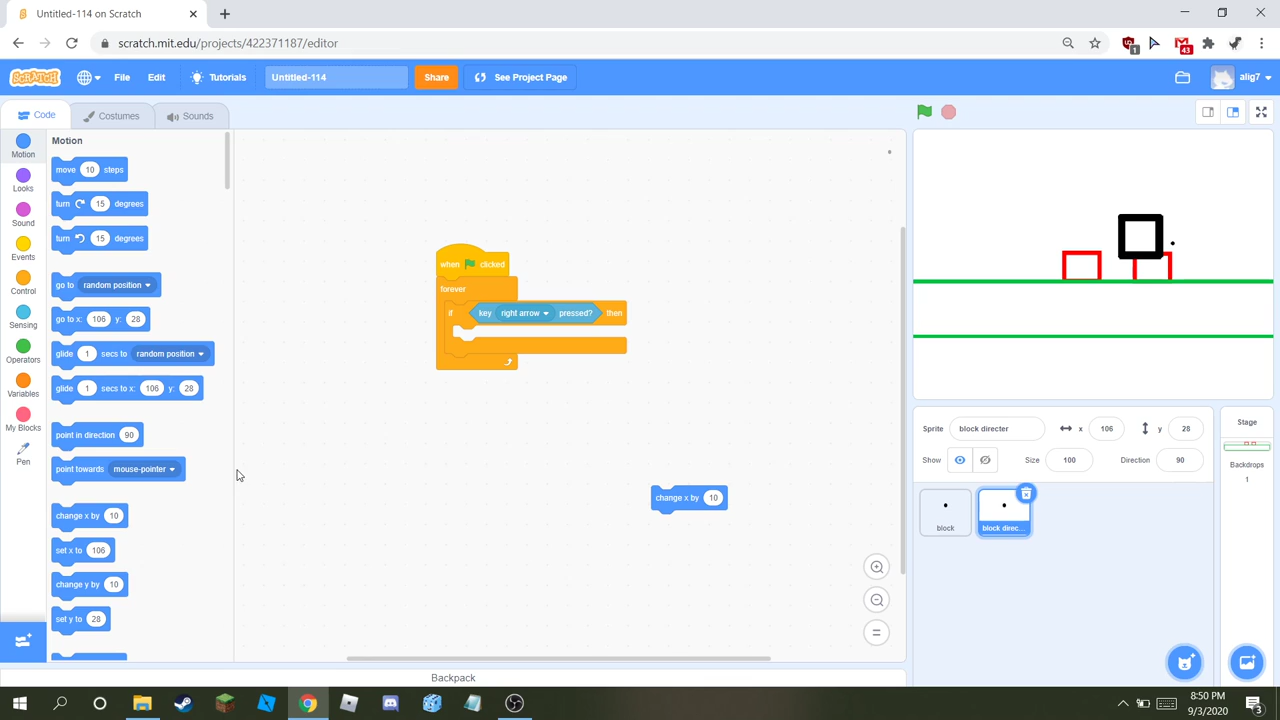 Untitled-114 on Scratch
scratch.mit.edu/projects/422371187/editor
1
43
SCRATCH
File
Edit
Tutorials
Untitled-114
Share
See Project Page
alig7
Code
Costumes
Sounds
Motion
Looks
Sound
Events
Control
Sensing
Operators
Variables
My Blocks
Pen
Motion
move 10 steps
turn 15 degrees
turn 15 degrees
go to random position
go to x: 106 y: 28
glide 1 secs to random position
glide 1 secs to x: 106 y: 28
point in direction 90
point towards mouse-pointer
change x by 10
set x to 106
change y by 10
set y to 28
when clicked
forever
if key right arrow pressed? then
change x by 10
Backpack
Sprite block directer x 106 y 28
Show Size 100 Direction 90
block
block direc...
Stage
Backdrops
1
8:50 PM
9/3/2020
3